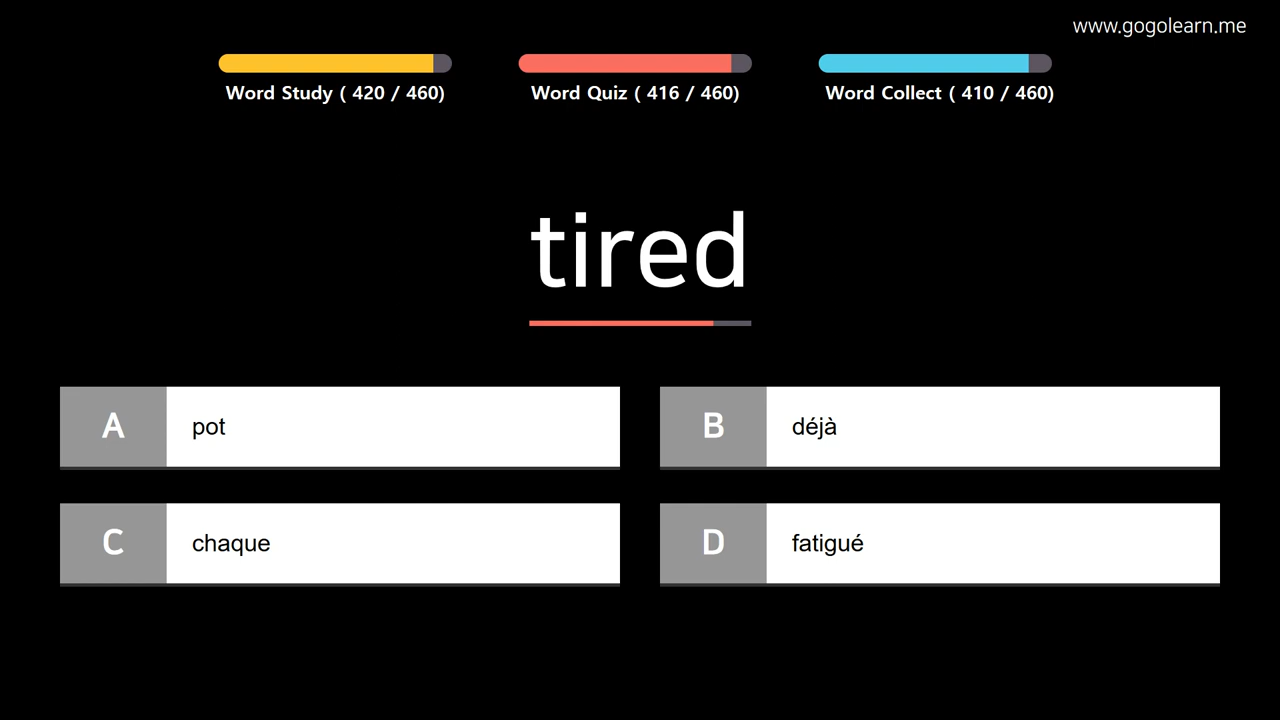 www.gogolearn.me
Word Study ( 420 / 460)
Word Quiz ( 416 / 460)
Word Collect ( 410 / 460)
tired
A pot
B déjà
C chaque
D fatigué